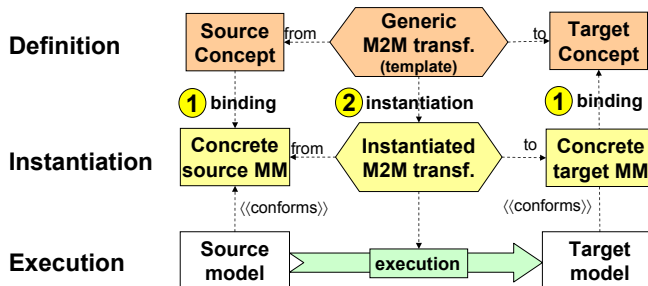 Definition
Source
Concept
from
Generic
M2M transf.
(template)
to
Target
Concept
1 binding
2 instantiation
1 binding
Instantiation
Concrete
source MM
from
Instantiated
M2M transf.
to
Concrete
target MM
⟨⟨conforms⟩⟩
⟨⟨conforms⟩⟩
Execution
Source
model
execution
Target
model